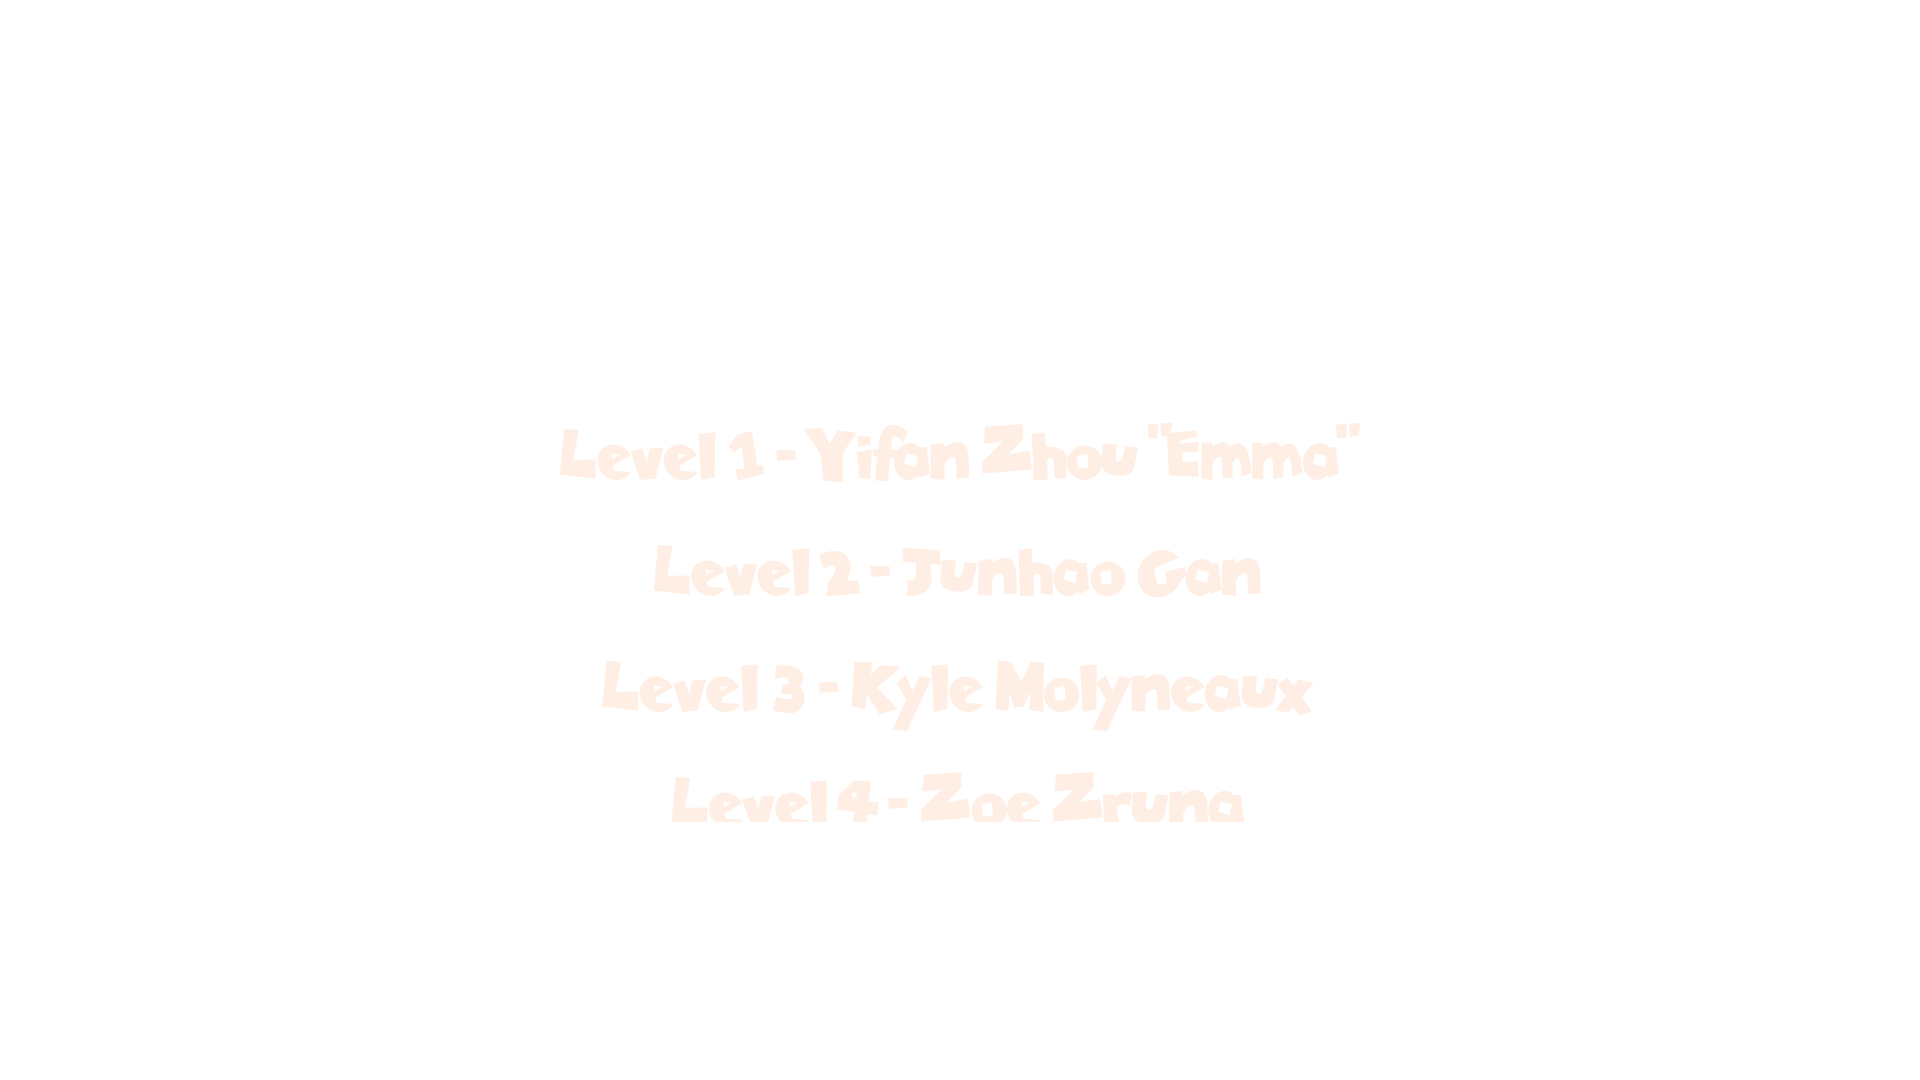 Level 1 - Yifan Zhou "Emma"
Level 2 - Junhao Gan
Level 3 - Kyle Molyneaux
Level 4 - Zoe Zruna